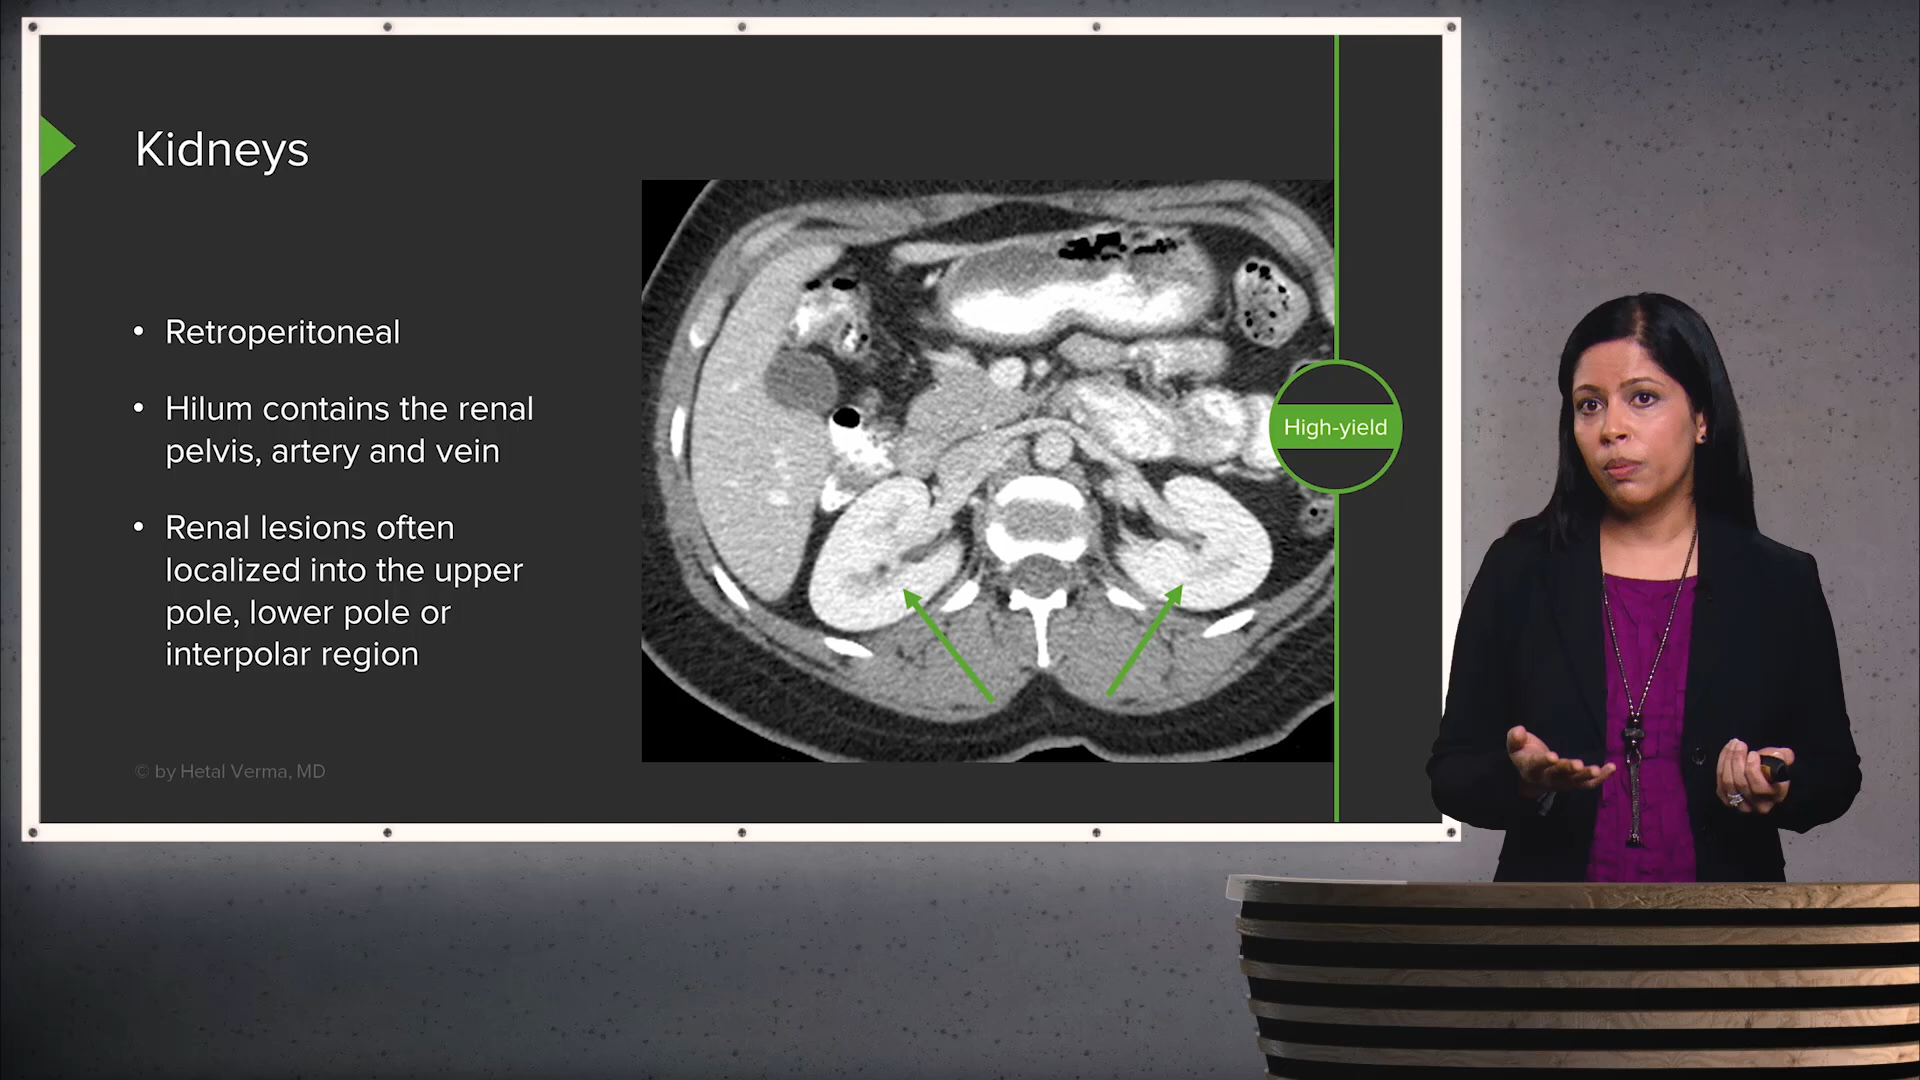 Kidneys
• Retroperitoneal
• Hilum contains the renal
pelvis, artery and vein
• Renal lesions often
localized into the upper
pole, lower pole or
interpolar region
High-yield
© by Hetal Verma, MD